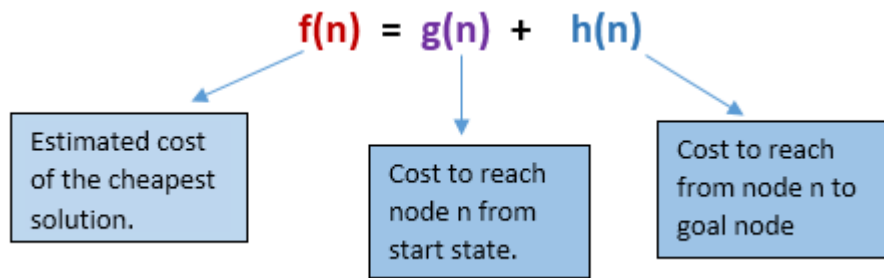 f(n) = g(n) + h(n)
Estimated cost
of the cheapest
solution.
Cost to reach
node n from
start state.
Cost to reach
from node n to
goal node